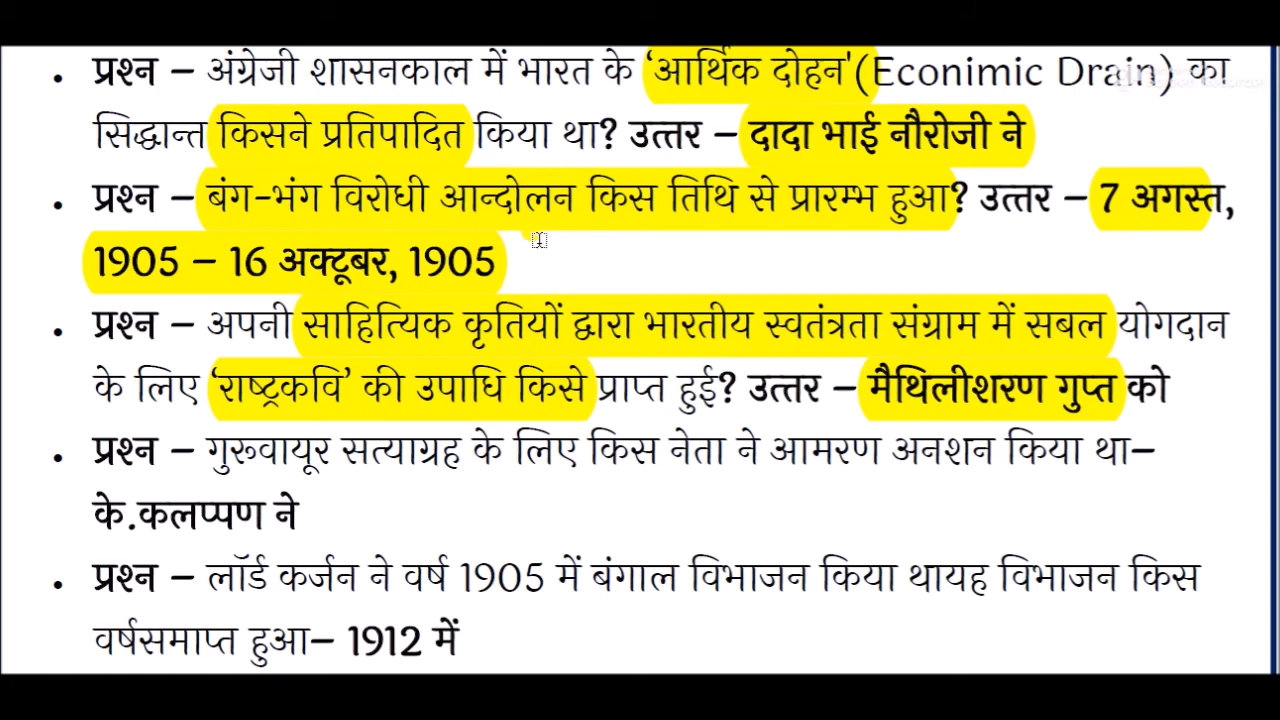 • प्रश्न – अंग्रेजी शासनकाल में भारत के ‘आर्थिक दोहन'(Econimic Drain) का
सिद्धान्त किसने प्रतिपादित किया था? उत्तर – दादा भाई नौरोजी ने
• प्रश्न – बंग-भंग विरोधी आन्दोलन किस तिथि से प्रारम्भ हुआ? उत्तर – 7 अगस्त,
1905 – 16 अक्टूबर, 1905
• प्रश्न – अपनी साहित्यिक कृतियों द्वारा भारतीय स्वतंत्रता संग्राम में सबल योगदान
के लिए ‘राष्ट्रकवि’ की उपाधि किसे प्राप्त हुई? उत्तर – मैथिलीशरण गुप्त को
• प्रश्न – गुरूवायूर सत्याग्रह के लिए किस नेता ने आमरण अनशन किया था–
के.कलप्पण ने
• प्रश्न – लॉर्ड कर्जन ने वर्ष 1905 में बंगाल विभाजन किया थायह विभाजन किस
वर्षसमाप्त हुआ– 1912 में